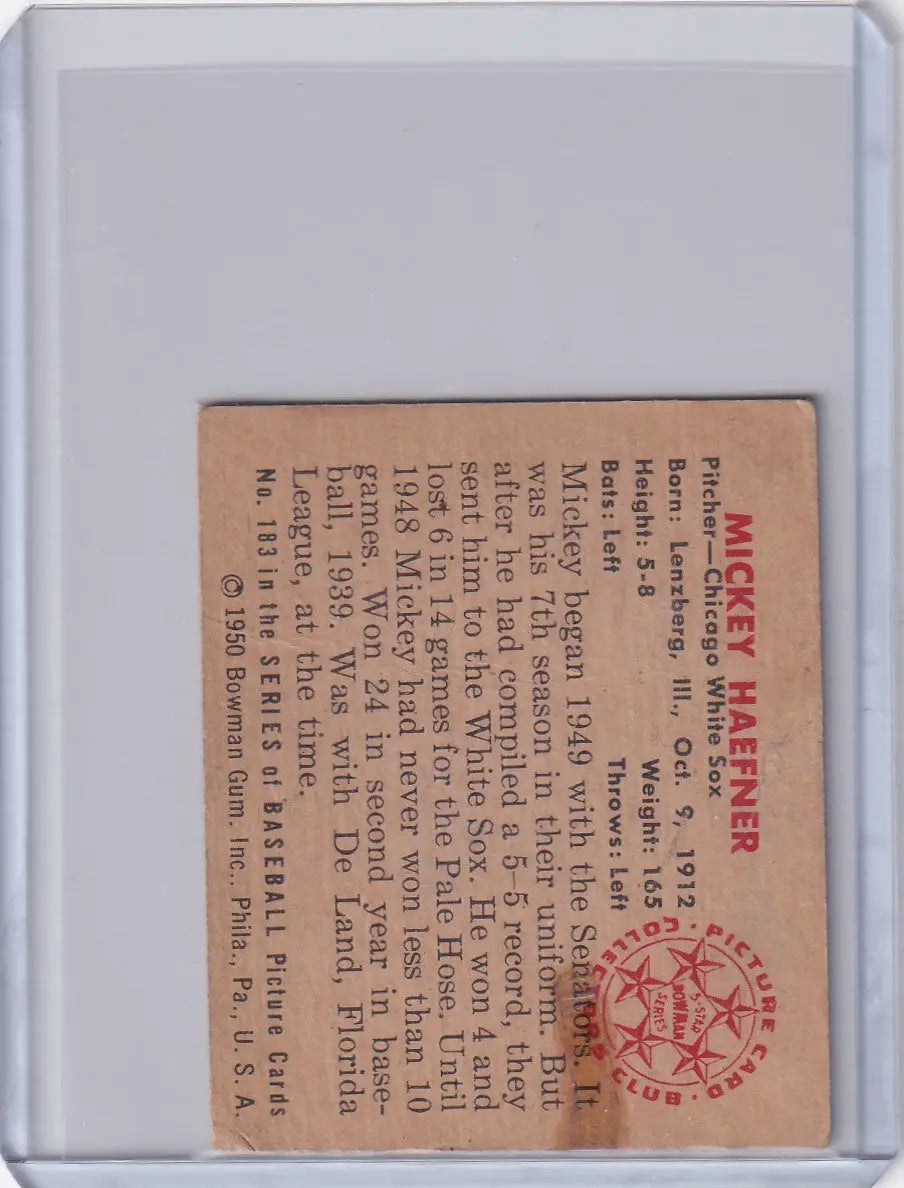 MICKEY HAEFNER
Pitcher—Chicago White Sox
Born: Lenzberg, Ill., Oct. 9, 1912
Height: 5-8 Weight: 165
Bats: Left Throws: Left
Mickey began 1949 with the Senators. It
was his 7th season in their uniform. But
after he had compiled a 5-5 record, they
sent him to the White Sox. He won 4 and
lost 6 in 14 games for the Pale Hose. Until
1948 Mickey had never won less than 10
games. Won 24 in second year in base-
ball, 1939. Was with De Land, Florida
League, at the time.
No. 183 in the SERIES of BASEBALL Picture Cards
© 1950 Bowman Gum. Inc.. Phila., Pa., U. S. A.
PICTURE CARD · COLLECTORS CLUB ·
5-STAR
BOWMAN
SERIES